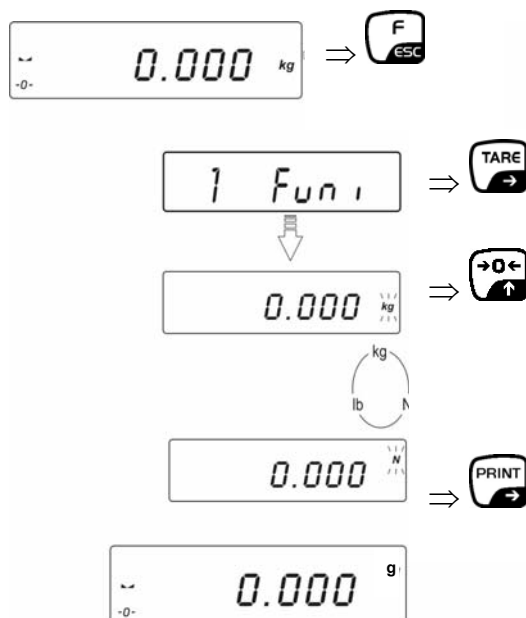 0.000 kg
-0-
F
ESC
1 Funi
TARE
0.000 kg
→0←
kg
lb N
0.000 N
PRINT
0.000 g
-0-